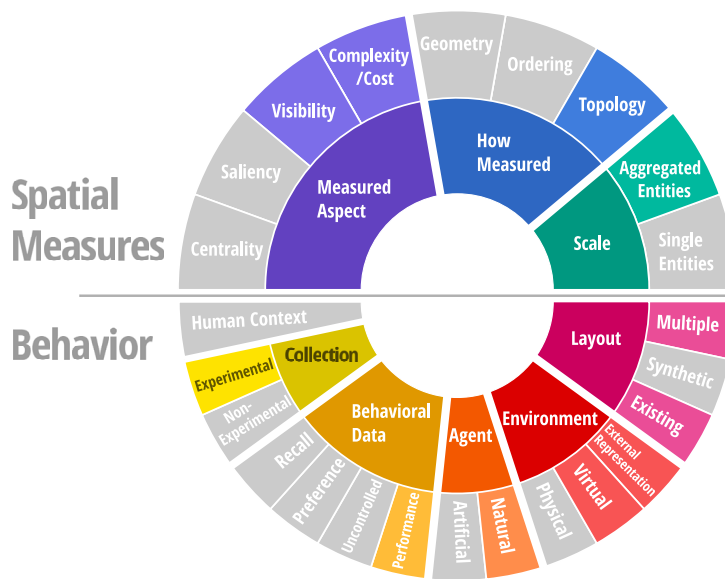 Spatial
Measures
Behavior
Centrality
Saliency
Visibility
Complexity
/Cost
Geometry
Ordering
Topology
Aggregated
Entities
Single
Entities
Measured
Aspect
How
Measured
Scale
Human Context
Experimental
Non-
Experimental
Collection
Recall
Preference
Uncontrolled
Performance
Behavioral
Data
Artificial
Natural
Agent
Physical
Virtual
External
Representation
Environment
Multiple
Synthetic
Existing
Layout